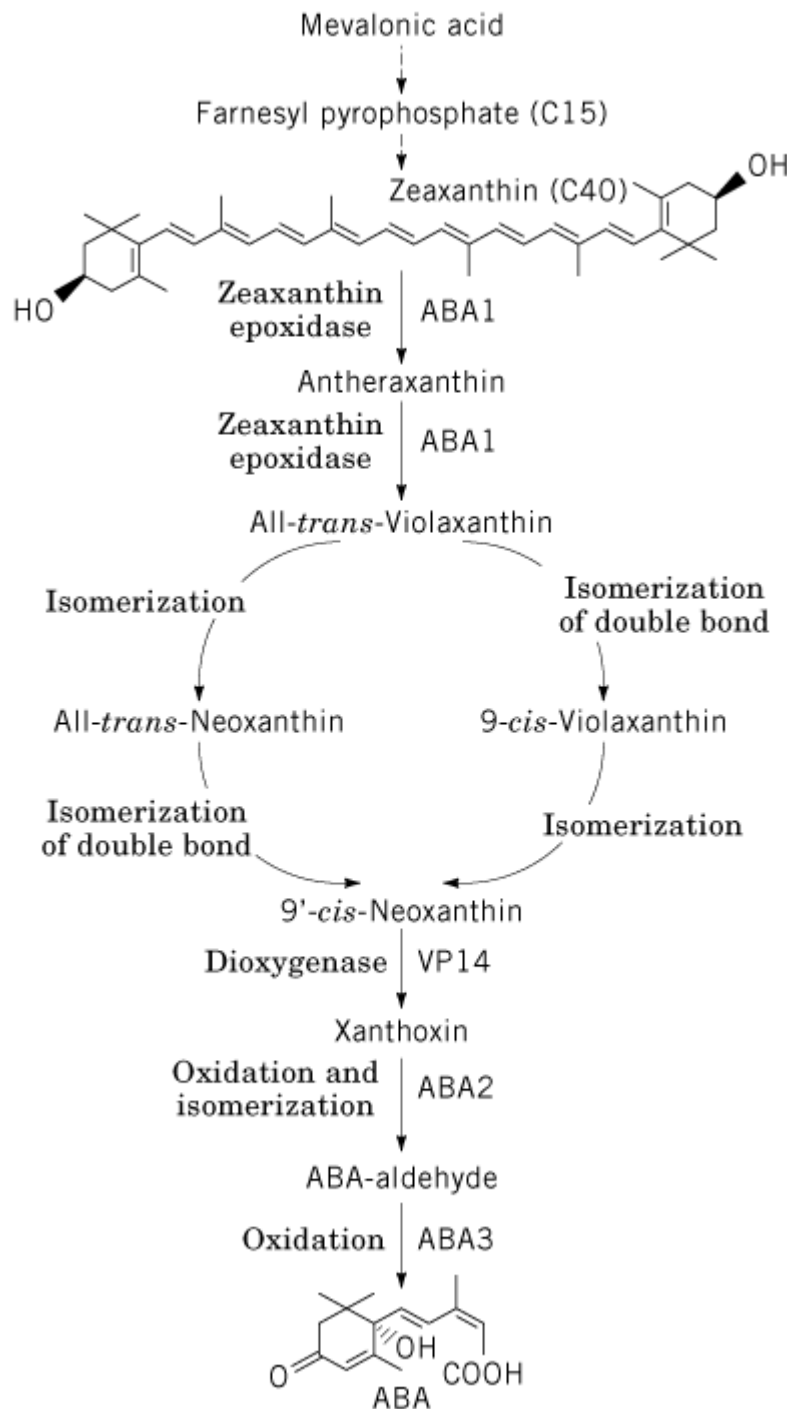 Mevalonic acid
Farnesyl pyrophosphate (C15)
OH
Zeaxanthin (C40)
HO
Zeaxanthin
epoxidase
ABA1
Antheraxanthin
Zeaxanthin
epoxidase
ABA1
All-trans-Violaxanthin
Isomerization
Isomerization
of double bond
All-trans-Neoxanthin
9-cis-Violaxanthin
Isomerization
of double bond
Isomerization
9'-cis-Neoxanthin
Dioxygenase
VP14
Xanthoxin
Oxidation and
isomerization
ABA2
ABA-aldehyde
Oxidation
ABA3
OH
O
COOH
ABA